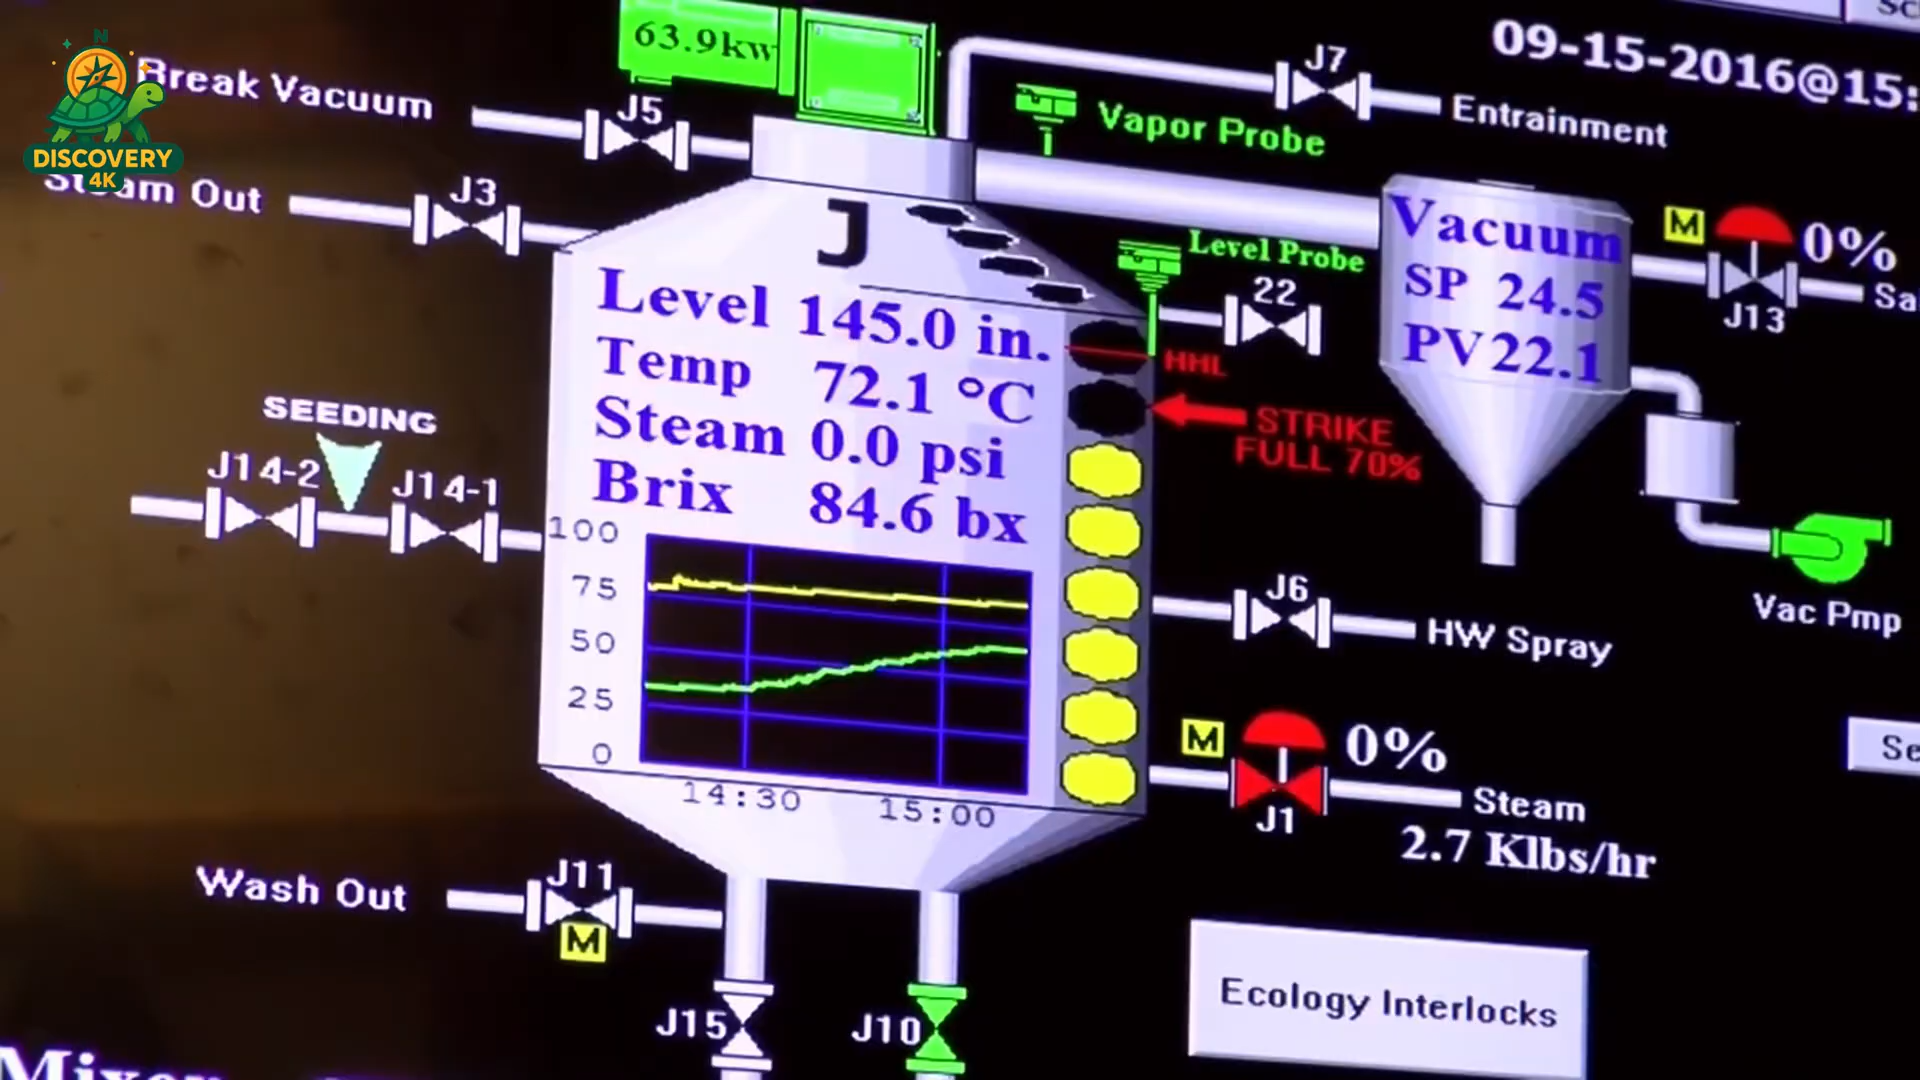 N
DISCOVERY
4K
63.9kw
09-15-2016@15:
Break Vacuum
J5
J7
Entrainment
Vapor Probe
Steam Out
J3
J
Level Probe
22
Vacuum
SP 24.5
PV 22.1
M
0%
J13
Level 145.0 in.
Temp 72.1 °C
Steam 0.0 psi
Brix 84.6 bx
HHL
STRIKE
FULL 70%
SEEDING
J14-2
J14-1
100
75
50
25
0
14:30
15:00
J6
HW Spray
Vac Pmp
M
0%
J1
Steam
2.7 Klbs/hr
Wash Out
J11
M
J15
J10
Ecology Interlocks